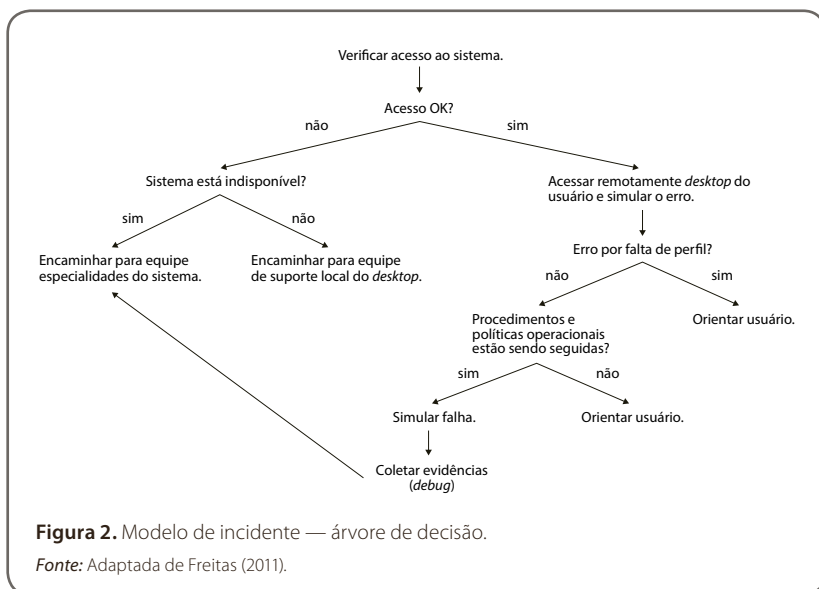 Verificar acesso ao sistema.
Acesso OK?
não
sim
Sistema está indisponível?
Acessar remotamente desktop do
usuário e simular o erro.
sim
não
Erro por falta de perfil?
Encaminhar para equipe
especialidades do sistema.
Encaminhar para equipe
de suporte local do desktop.
não
sim
Procedimentos e
políticas operacionais
estão sendo seguidas?
Orientar usuário.
sim
não
Simular falha.
Orientar usuário.
Coletar evidências
(debug)
Figura 2. Modelo de incidente — árvore de decisão.
Fonte: Adaptada de Freitas (2011).